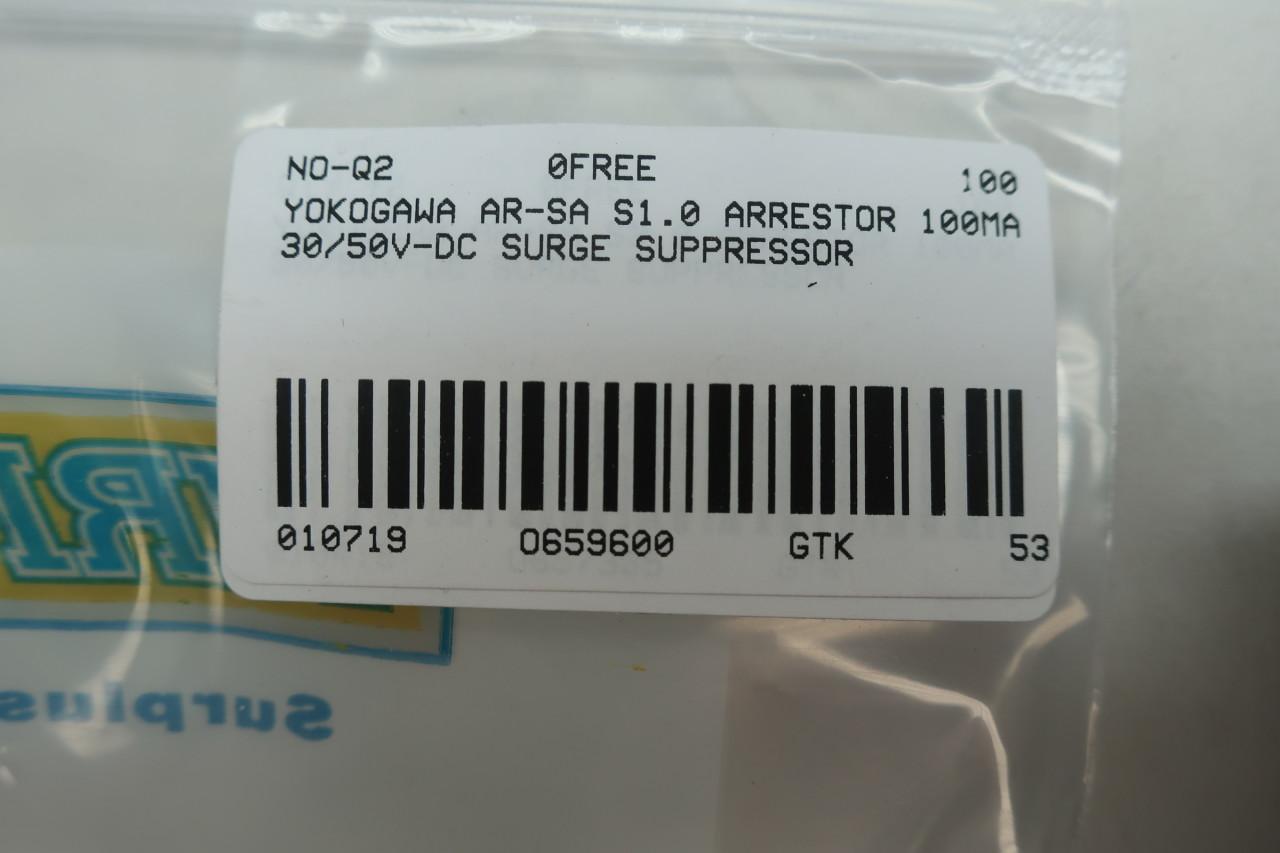 NO-Q2 0FREE 100
YOKOGAWA AR-SA S1.0 ARRESTOR 100MA
30/50V-DC SURGE SUPPRESSOR
010719 O659600 GTK 53
Surplus